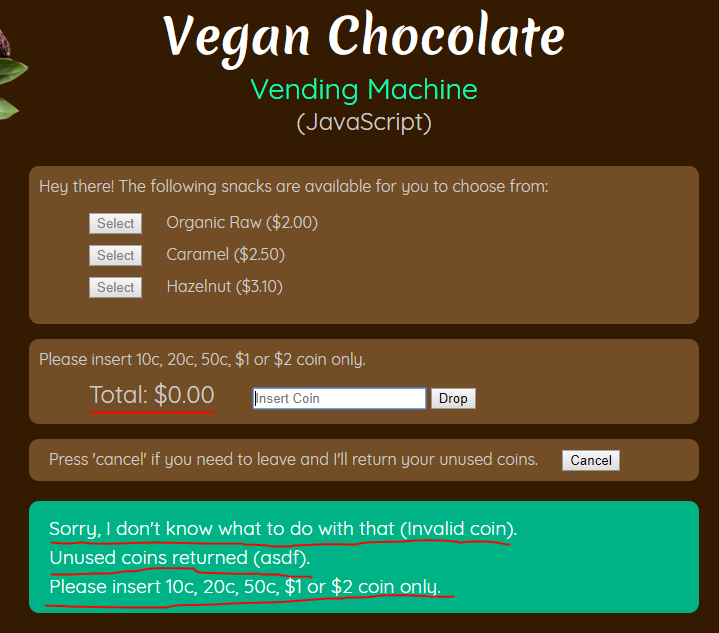 Vegan Chocolate
Vending Machine
(JavaScript)
Hey there! The following snacks are available for you to choose from:
Select Organic Raw ($2.00)
Select Caramel ($2.50)
Select Hazelnut ($3.10)
Please insert 10c, 20c, 50c, $1 or $2 coin only.
Total: $0.00 Insert Coin Drop
Press 'cancel' if you need to leave and I'll return your unused coins. Cancel
Sorry, I don't know what to do with that (Invalid coin).
Unused coins returned (asdf).
Please insert 10c, 20c, 50c, $1 or $2 coin only.